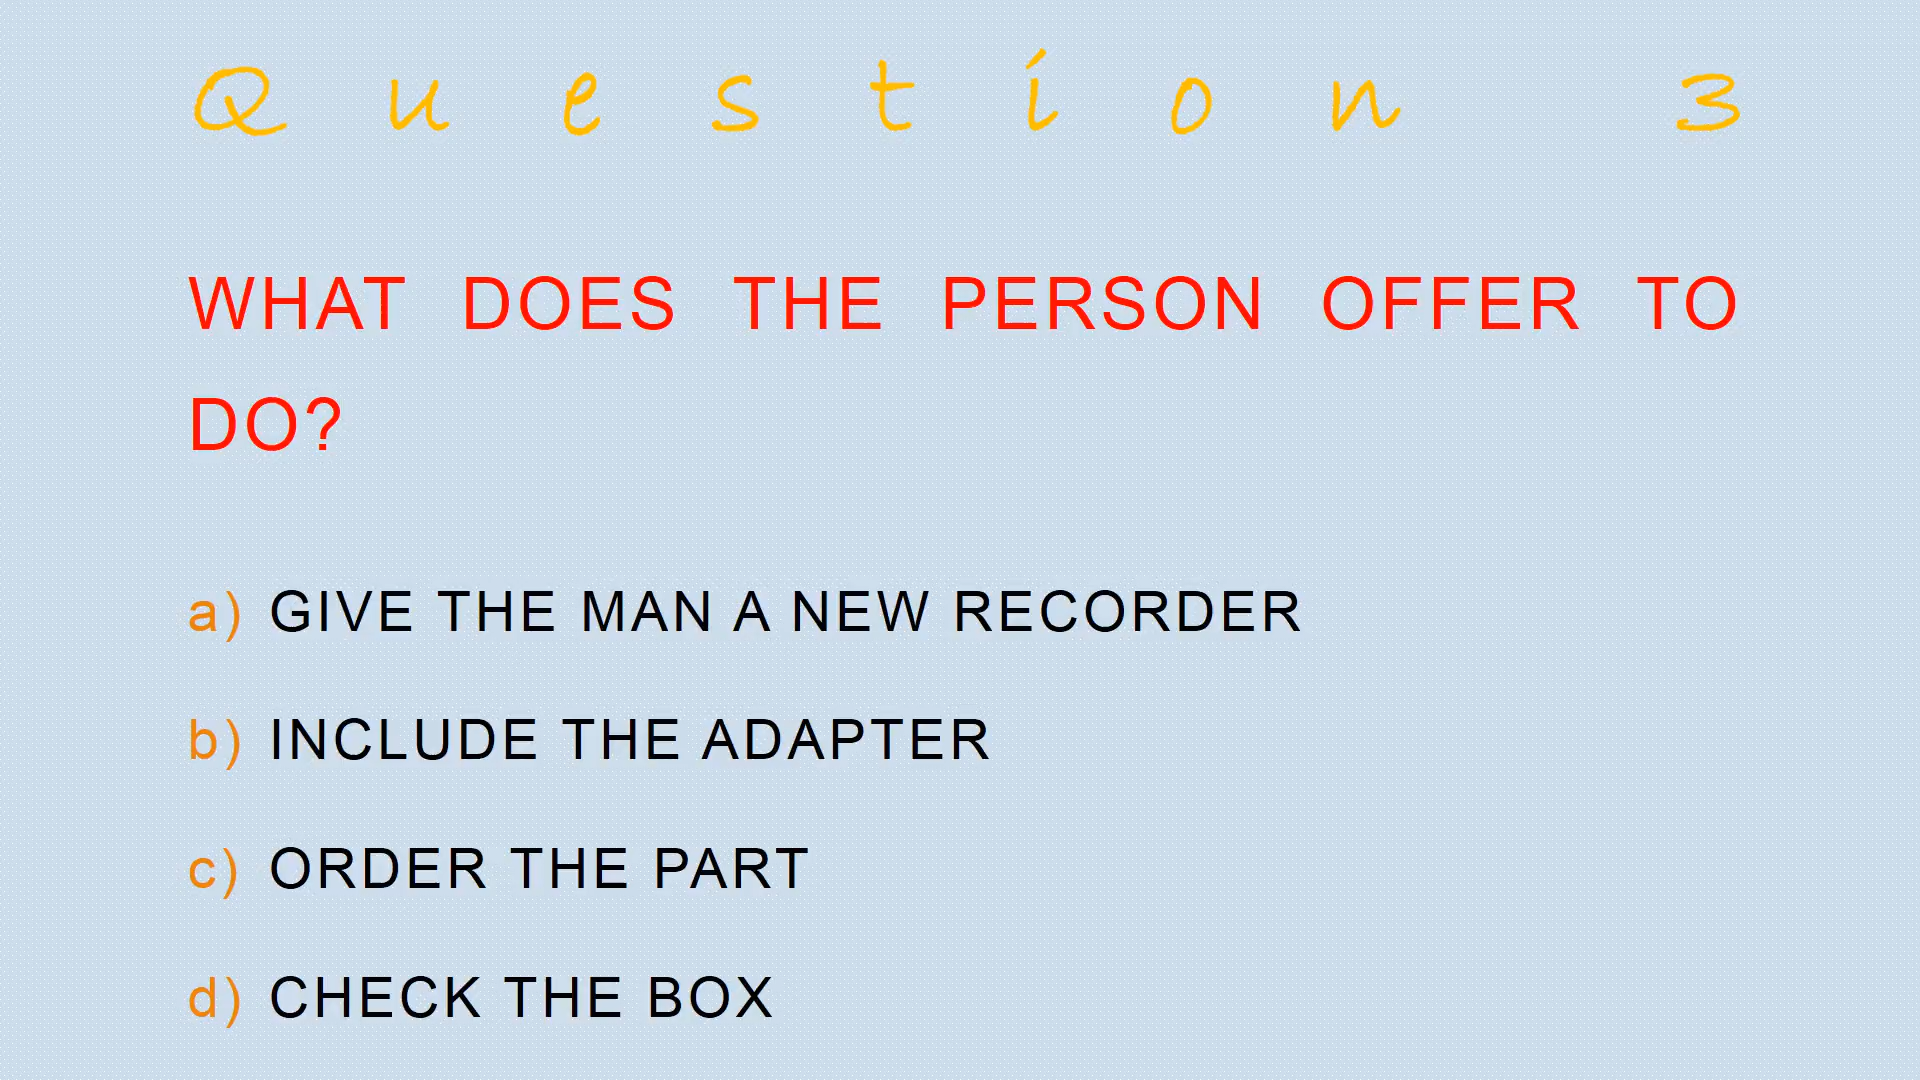 Question 3
WHAT DOES THE PERSON OFFER TO
DO?
a) GIVE THE MAN A NEW RECORDER
b) INCLUDE THE ADAPTER
c) ORDER THE PART
d) CHECK THE BOX